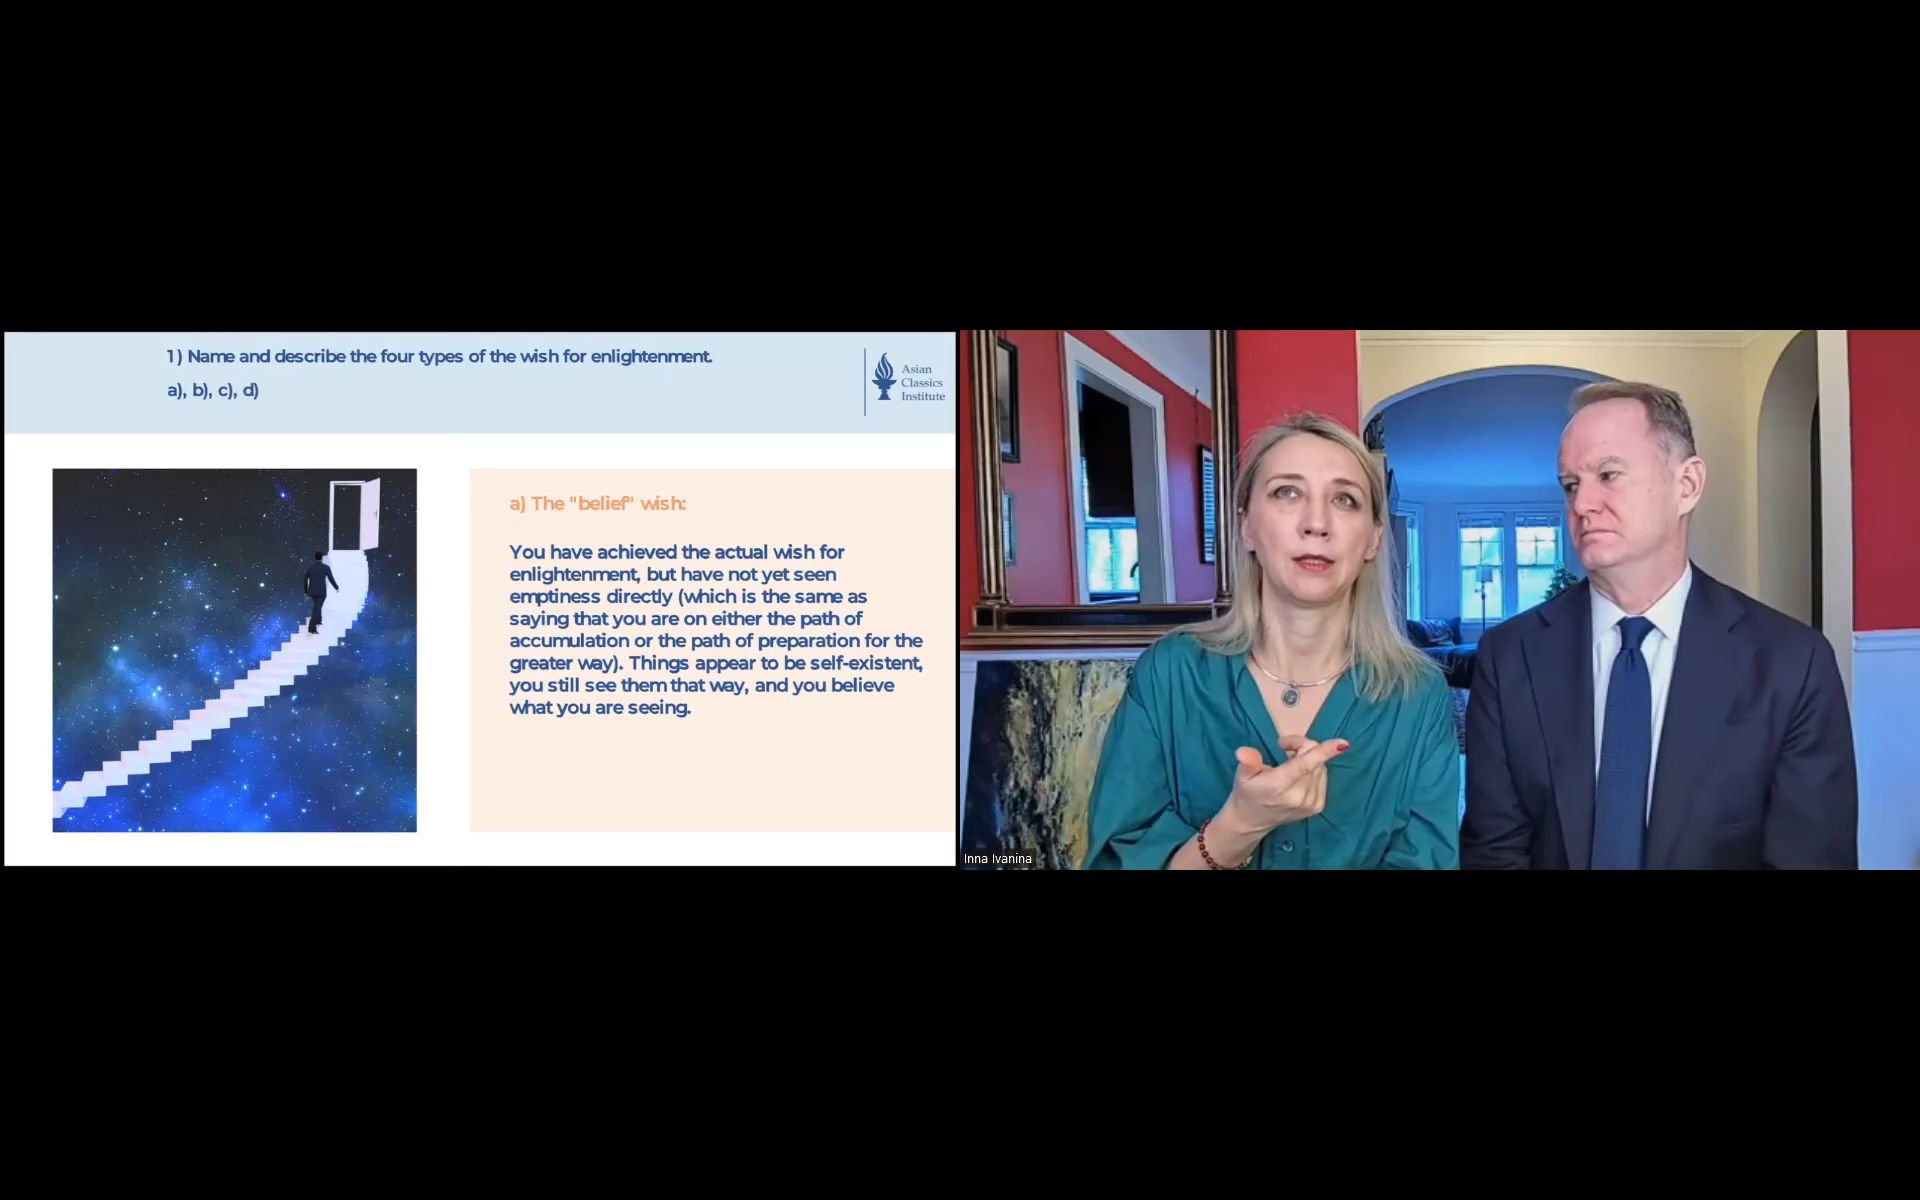 1) Name and describe the four types of the wish for enlightenment.
a), b), c), d)
Asian
Classics
Institute
a) The "belief" wish:
You have achieved the actual wish for
enlightenment, but have not yet seen
emptiness directly (which is the same as
saying that you are on either the path of
accumulation or the path of preparation for the
greater way). Things appear to be self-existent,
you still see them that way, and you believe
what you are seeing.
Inna Ivanina